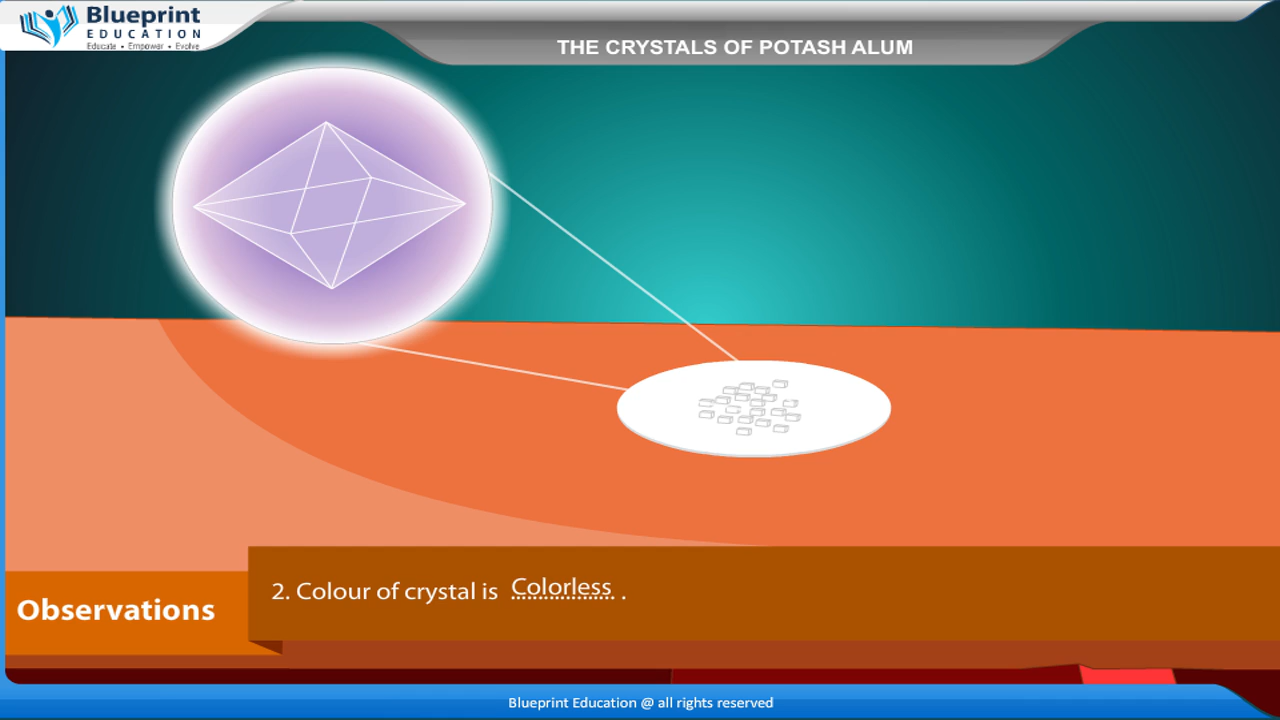 Blueprint
EDUCATION
Educate • Empower • Evolve
THE CRYSTALS OF POTASH ALUM
2. Colour of crystal is Colorless .
Observations
Blueprint Education @ all rights reserved